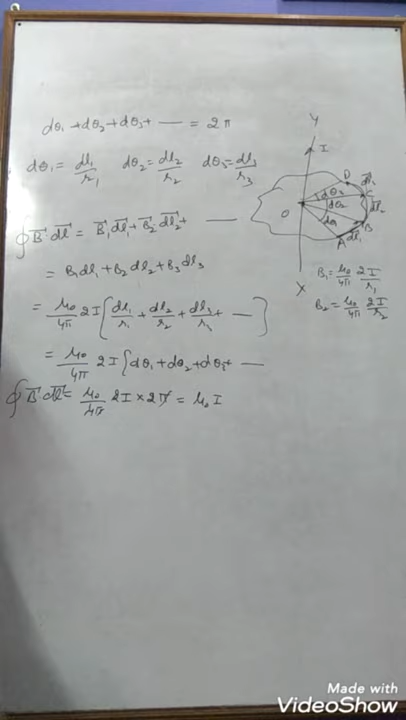 dθ₁ + dθ₂ + dθ₃ + — = 2π
dθ₁ = dl₁/r₁ dθ₂ = dl₂/r₂ dθ₃ = dl₃/r₃
∮B⃗·dl⃗ = B⃗₁dl⃗₁ + B⃗₂dl⃗₂ + —
= B₁dl₁ + B₂dl₂ + B₃dl₃
= μ₀/4π 2I [dl₁/r₁ + dl₂/r₂ + dl₃/r₃ + —]
= μ₀/4π 2I {dθ₁ + dθ₂ + dθ₃ + —
∮B⃗·dl⃗ = μ₀/4π 2I × 2π = μ₀I
Y
I
D
dl⃗₃
C
dθ₃
dθ₂
dl⃗₂
O
dθ₁
B
A dl⃗₁
X
B₁ = μ₀/4π 2I/r₁
B₂ = μ₀/4π 2I/r₂
Made with
VideoShow